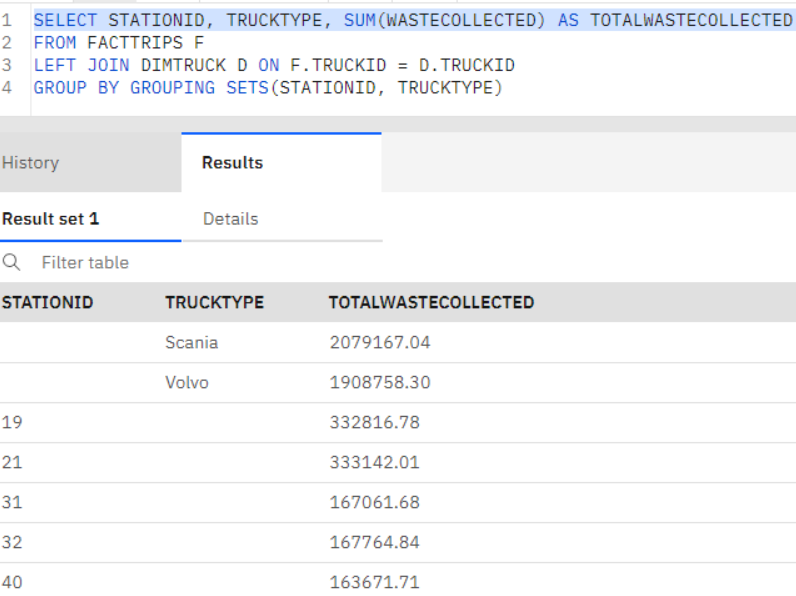 1 SELECT STATIONID, TRUCKTYPE, SUM(WASTECOLLECTED) AS TOTALWASTECOLLECTED
2 FROM FACTTRIPS F
3 LEFT JOIN DIMTRUCK D ON F.TRUCKID = D.TRUCKID
4 GROUP BY GROUPING SETS(STATIONID, TRUCKTYPE)
History Results
Result set 1 Details
Filter table
STATIONID TRUCKTYPE TOTALWASTECOLLECTED
Scania 2079167.04
Volvo 1908758.30
19 332816.78
21 333142.01
31 167061.68
32 167764.84
40 163671.71